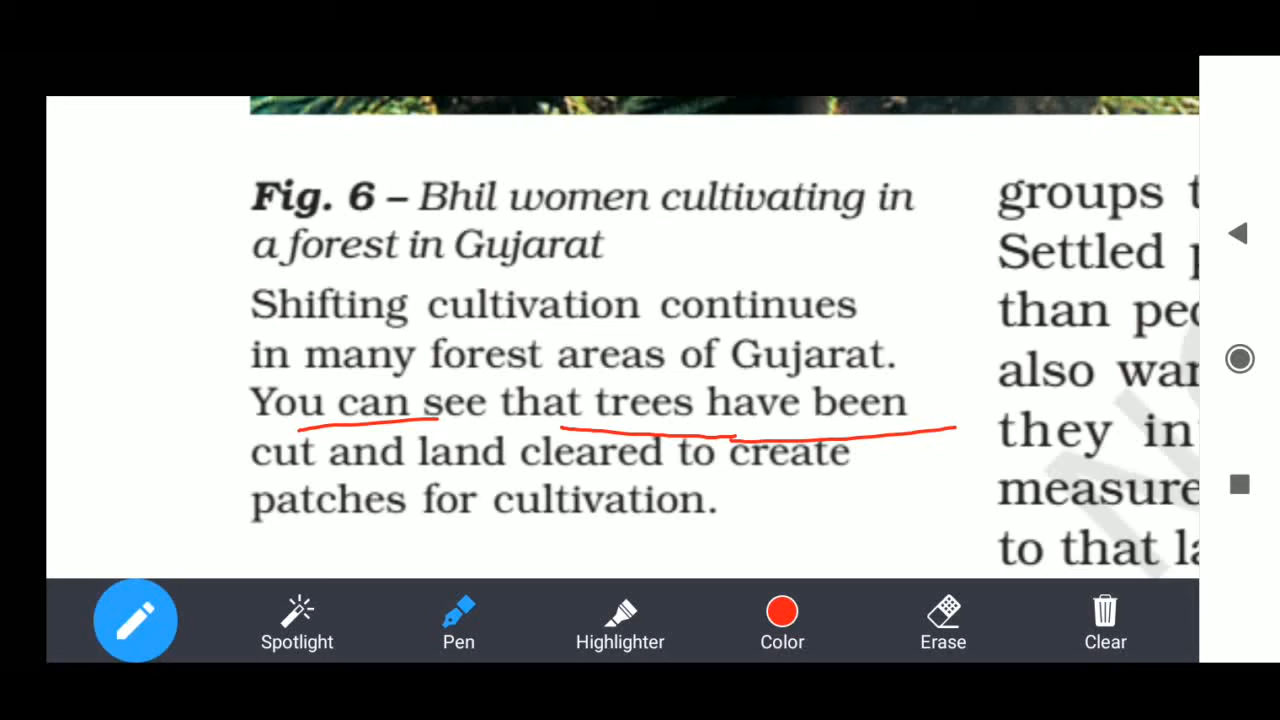 Fig. 6 – Bhil women cultivating in
a forest in Gujarat
Shifting cultivation continues
in many forest areas of Gujarat.
You can see that trees have been
cut and land cleared to create
patches for cultivation.
groups
Settled
than
also
they
measure
to that
Spotlight
Pen
Highlighter
Color
Erase
Clear